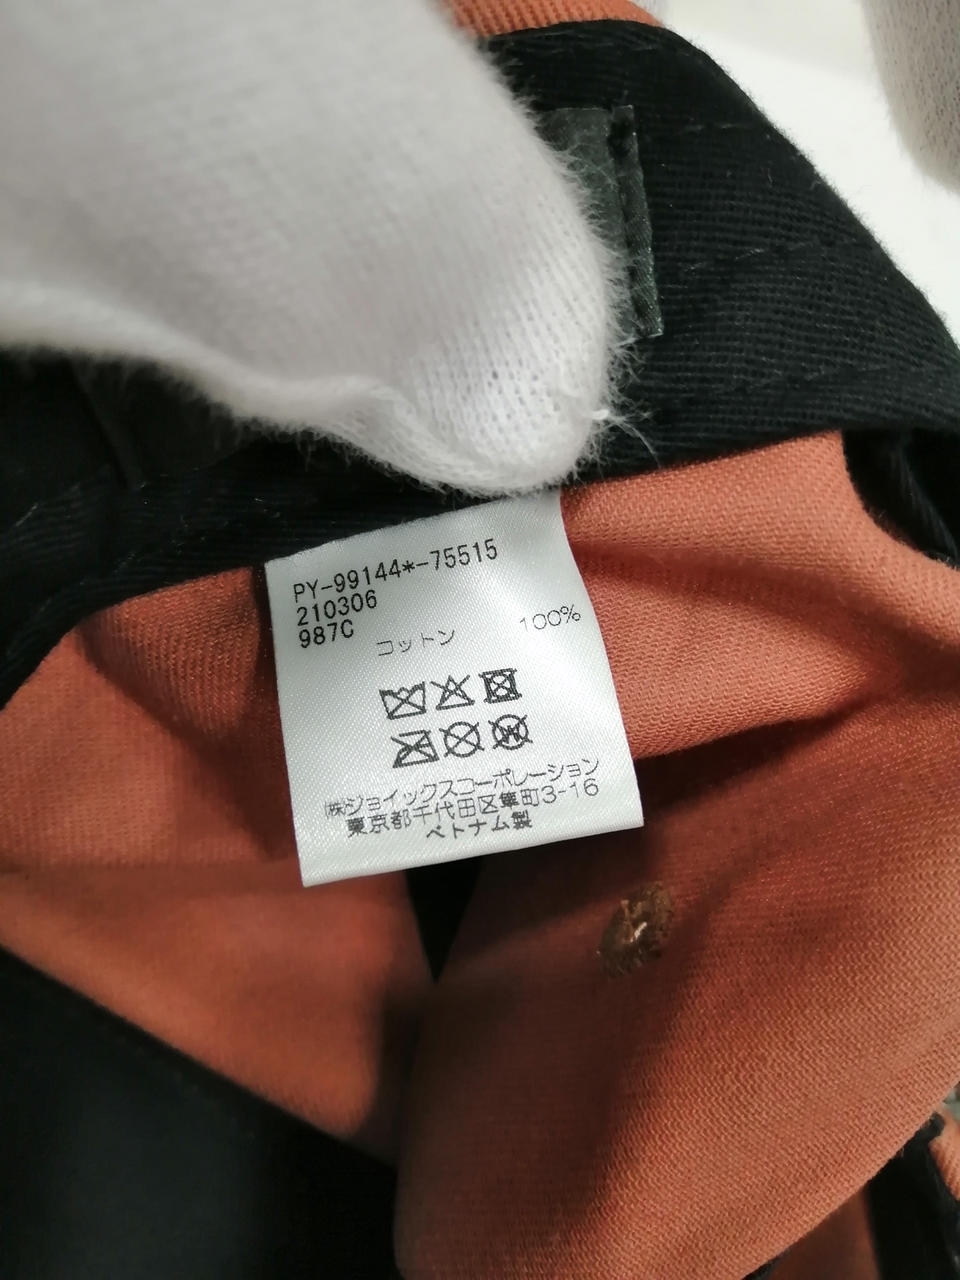 PY-99144*-75515
210306
987C
コットン 100%
W
㈱ジョイックスコーポレーション
東京都千代田区隼町3-16
ベトナム製